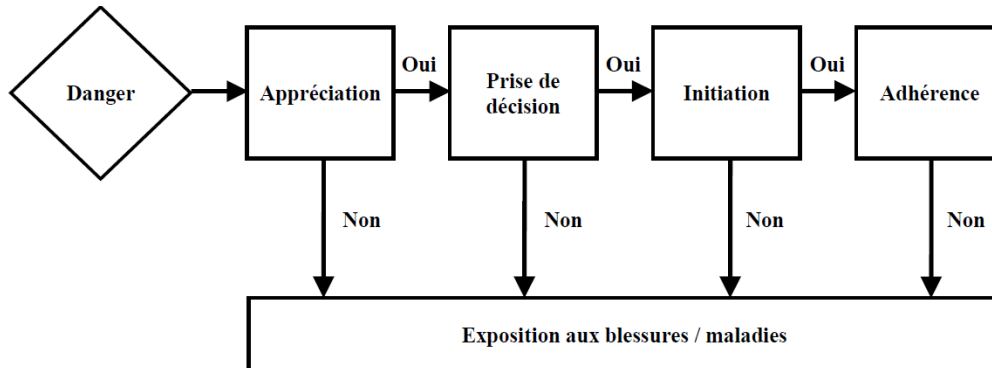 Danger
Appréciation
Oui
Prise de
décision
Oui
Initiation
Oui
Adhérence
Non
Non
Non
Non
Exposition aux blessures / maladies